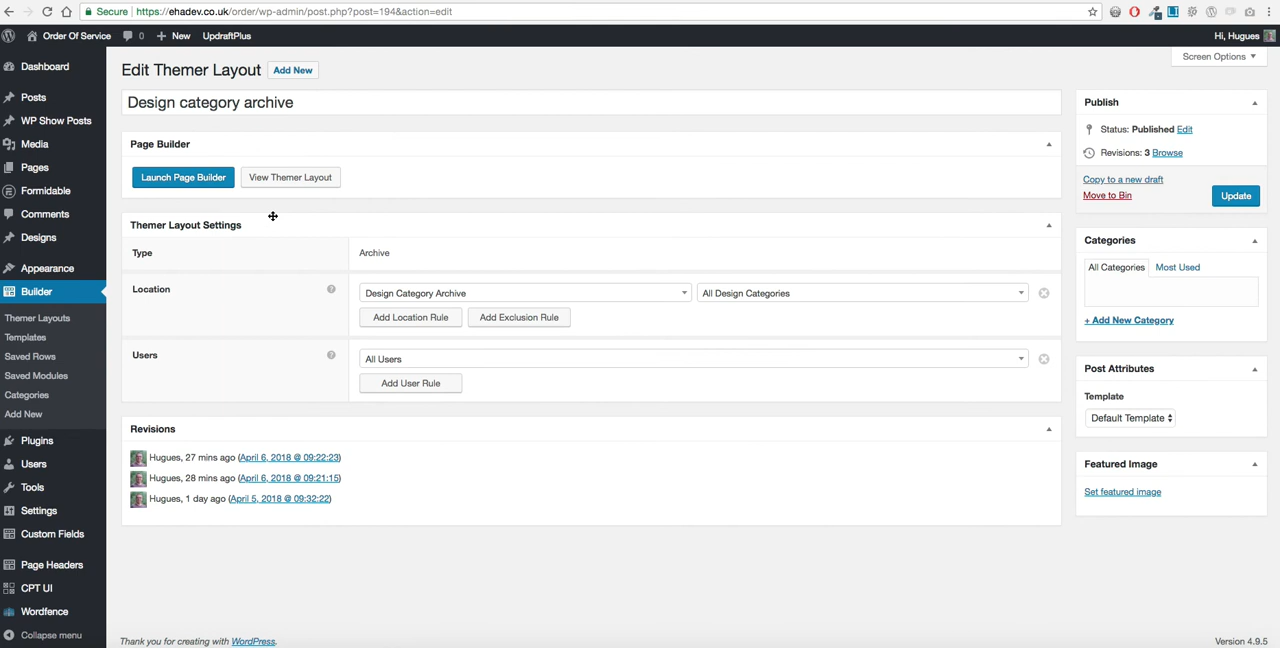 Secure https://ehadev.co.uk/order/wp-admin/post.php?post=194&action=edit
Order Of Service 0 New UpdraftPlus Hi, Hugues
Screen Options
Dashboard
Posts
WP Show Posts
Media
Pages
Formidable
Comments
Designs
Appearance
Builder
Theme Layouts
Templates
Saved Rows
Saved Modules
Categories
Add New
Plugins
Users
Tools
Settings
Custom Fields
Page Headers
CPT UI
Wordfence
Collapse menu
Edit Themer Layout Add New
Design category archive
Page Builder
Launch Page Builder View Themer Layout
Themer Layout Settings
Type Archive
Location Design Category Archive All Design Categories
Add Location Rule Add Exclusion Rule
Users All Users
Add User Rule
Revisions
Hugues, 27 mins ago (April 6, 2018 @ 09:22:23)
Hugues, 28 mins ago (April 6, 2018 @ 09:21:15)
Hugues, 1 day ago (April 5, 2018 @ 09:32:22)
Publish
Status: Published Edit
Revisions: 3 Browse
Copy to a new draft
Move to Bin
Update
Categories
All Categories Most Used
+ Add New Category
Post Attributes
Template
Default Template
Featured Image
Set featured image
Thank you for creating with WordPress.
Version 4.9.5